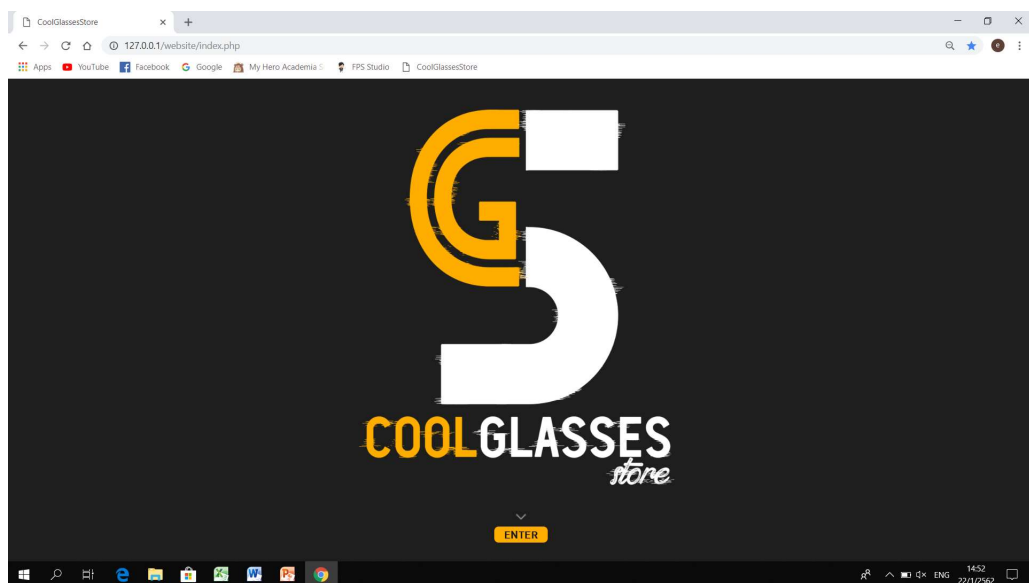 CoolGlassesStore
127.0.0.1/website/index.php
Apps YouTube Facebook Google My Hero Academia S FPS Studio CoolGlassesStore
CGS
COOLGLASSES
store
ENTER
ENG 14:52
22/1/2562